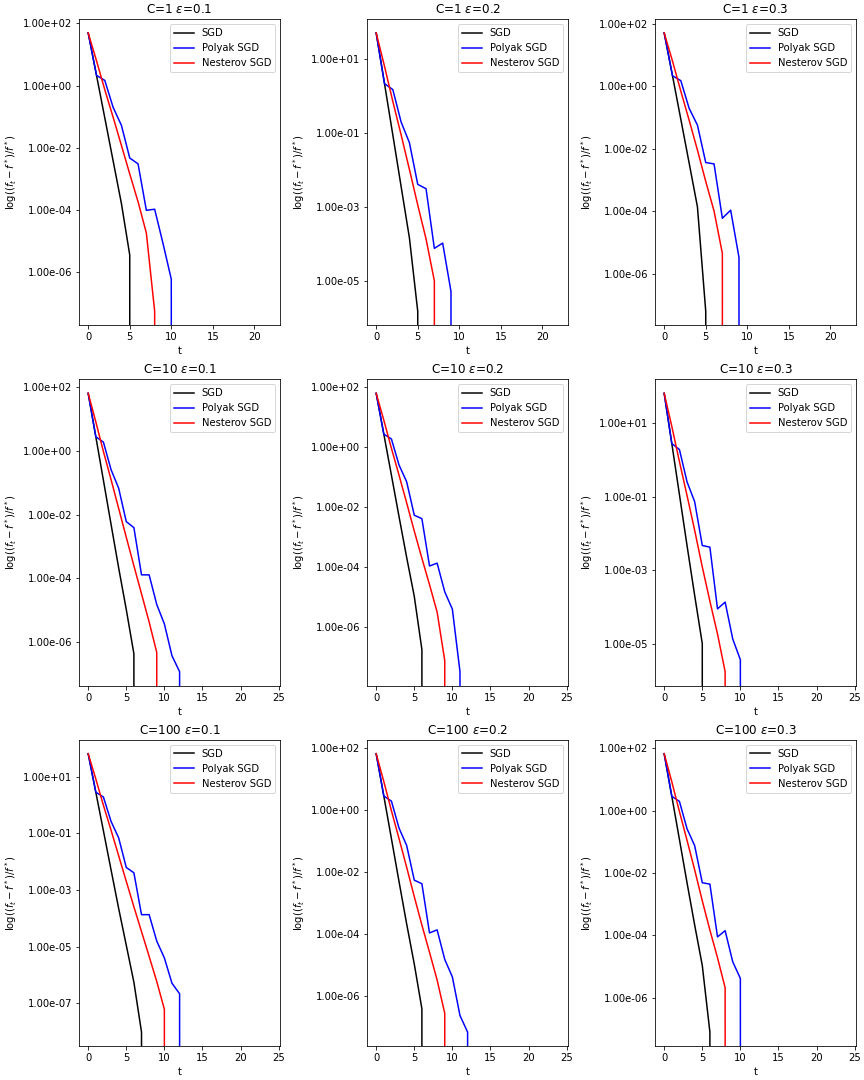 C=1 ε=0.1
1.00e+02
1.00e+00
1.00e-02
1.00e-04
1.00e-06
log((f_t − f^*)/f^*)
SGD
Polyak SGD
Nesterov SGD
0 5 10 15 20
t
C=1 ε=0.2
1.00e+01
1.00e-01
1.00e-03
1.00e-05
log((f_t − f^*)/f^*)
SGD
Polyak SGD
Nesterov SGD
0 5 10 15 20
t
C=1 ε=0.3
1.00e+02
1.00e+00
1.00e-02
1.00e-04
1.00e-06
log((f_t − f^*)/f^*)
SGD
Polyak SGD
Nesterov SGD
0 5 10 15 20
t
C=10 ε=0.1
1.00e+02
1.00e+00
1.00e-02
1.00e-04
1.00e-06
log((f_t − f^*)/f^*)
SGD
Polyak SGD
Nesterov SGD
0 5 10 15 20 25
t
C=10 ε=0.2
1.00e+02
1.00e+00
1.00e-02
1.00e-04
1.00e-06
log((f_t − f^*)/f^*)
SGD
Polyak SGD
Nesterov SGD
0 5 10 15 20 25
t
C=10 ε=0.3
1.00e+01
1.00e-01
1.00e-03
1.00e-05
log((f_t − f^*)/f^*)
SGD
Polyak SGD
Nesterov SGD
0 5 10 15 20 25
t
C=100 ε=0.1
1.00e+01
1.00e-01
1.00e-03
1.00e-05
1.00e-07
log((f_t − f^*)/f^*)
SGD
Polyak SGD
Nesterov SGD
0 5 10 15 20 25
t
C=100 ε=0.2
1.00e+02
1.00e+00
1.00e-02
1.00e-04
1.00e-06
log((f_t − f^*)/f^*)
SGD
Polyak SGD
Nesterov SGD
0 5 10 15 20 25
t
C=100 ε=0.3
1.00e+02
1.00e+00
1.00e-02
1.00e-04
1.00e-06
log((f_t − f^*)/f^*)
SGD
Polyak SGD
Nesterov SGD
0 5 10 15 20 25
t